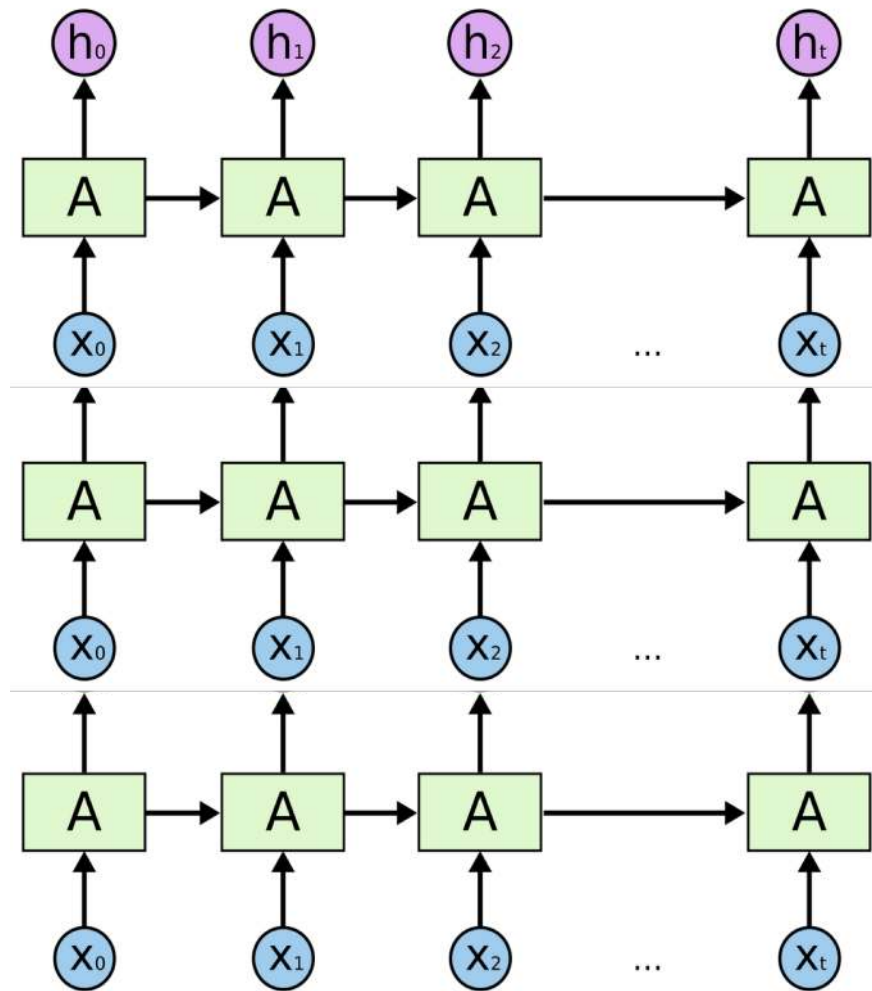 h₀ h₁ h₂ hₜ
A A A A
x₀ x₁ x₂ ... xₜ
A A A A
x₀ x₁ x₂ ... xₜ
A A A A
x₀ x₁ x₂ ... xₜ